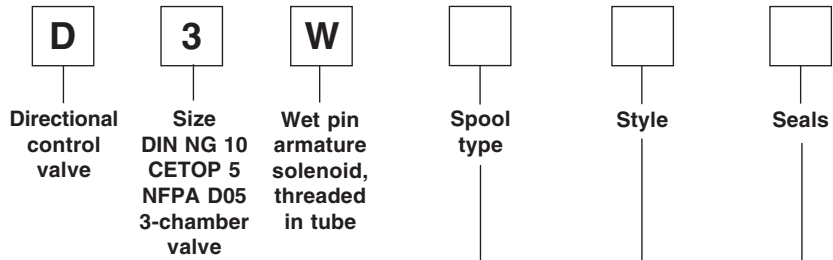 D 3 W
Directional
control
valve
Size
DIN NG 10
CETOP 5
NFPA D05
3-chamber
valve
Wet pin
armature
solenoid,
threaded
in tube
Spool
type
Style
Seals